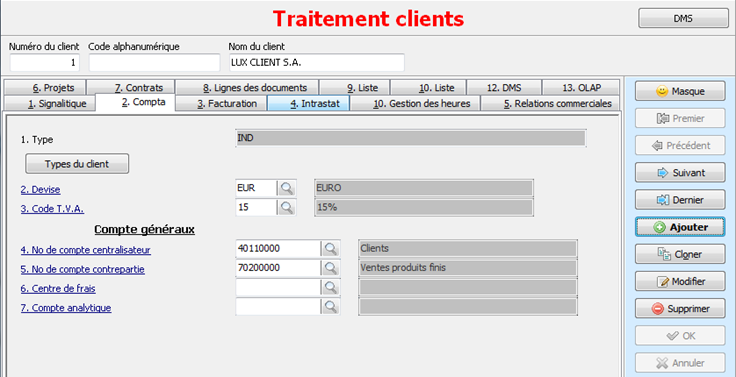 Traitement clients
DMS
Numéro du client Code alphanumérique Nom du client
1 LUX CLIENT S.A.
6. Projets 7. Contrats 8. Lignes des documents 9. Liste 10. Liste 12. DMS 13. OLAP
1. Signalitique 2. Compta 3. Facturation 4. Intrastat 10. Gestion des heures 5. Relations commerciales
1. Type IND
Types du client
2. Devise EUR EURO
3. Code T.V.A. 15 15%
Compte généraux
4. No de compte centralisateur 40110000 Clients
5. No de compte contrepartie 70200000 Ventes produits finis
6. Centre de frais
7. Compte analytique
Masque
Premier
Précédent
Suivant
Dernier
Ajouter
Cloner
Modifier
Supprimer
OK
Annuler